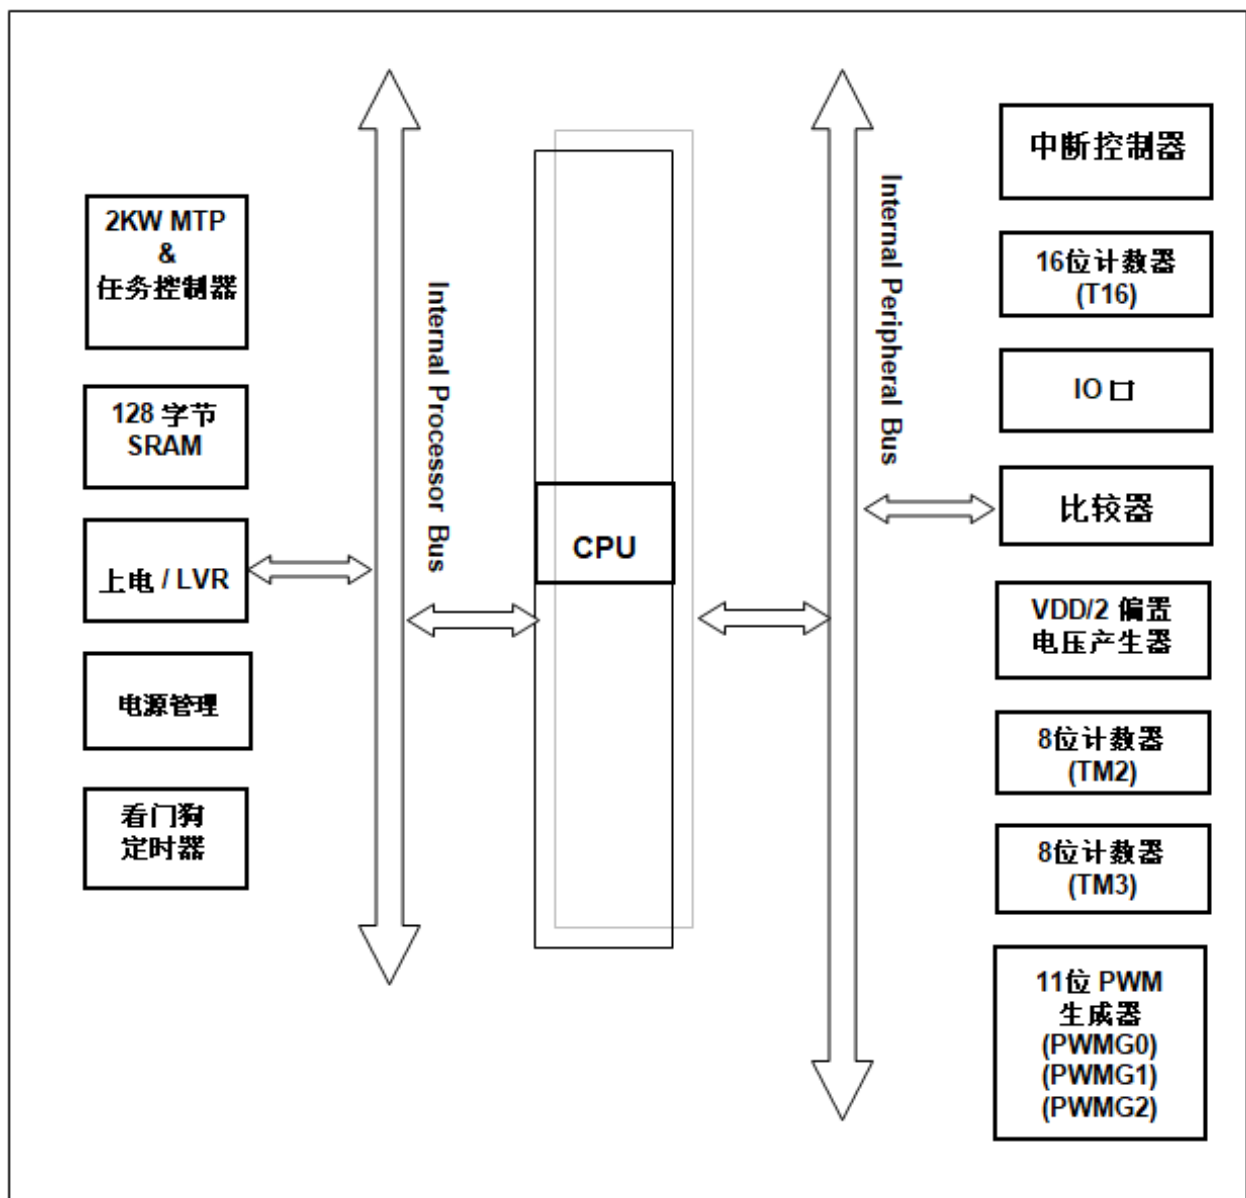 2KW MTP
&
任务控制器
128 字节
SRAM
上电 / LVR
电源管理
看门狗
定时器
Internal Processor Bus
CPU
Internal Peripheral Bus
中断控制器
16位计数器
(T16)
IO 口
比较器
VDD/2 偏置
电压产生器
8位计数器
(TM2)
8位计数器
(TM3)
11位 PWM
生成器
(PWMG0)
(PWMG1)
(PWMG2)